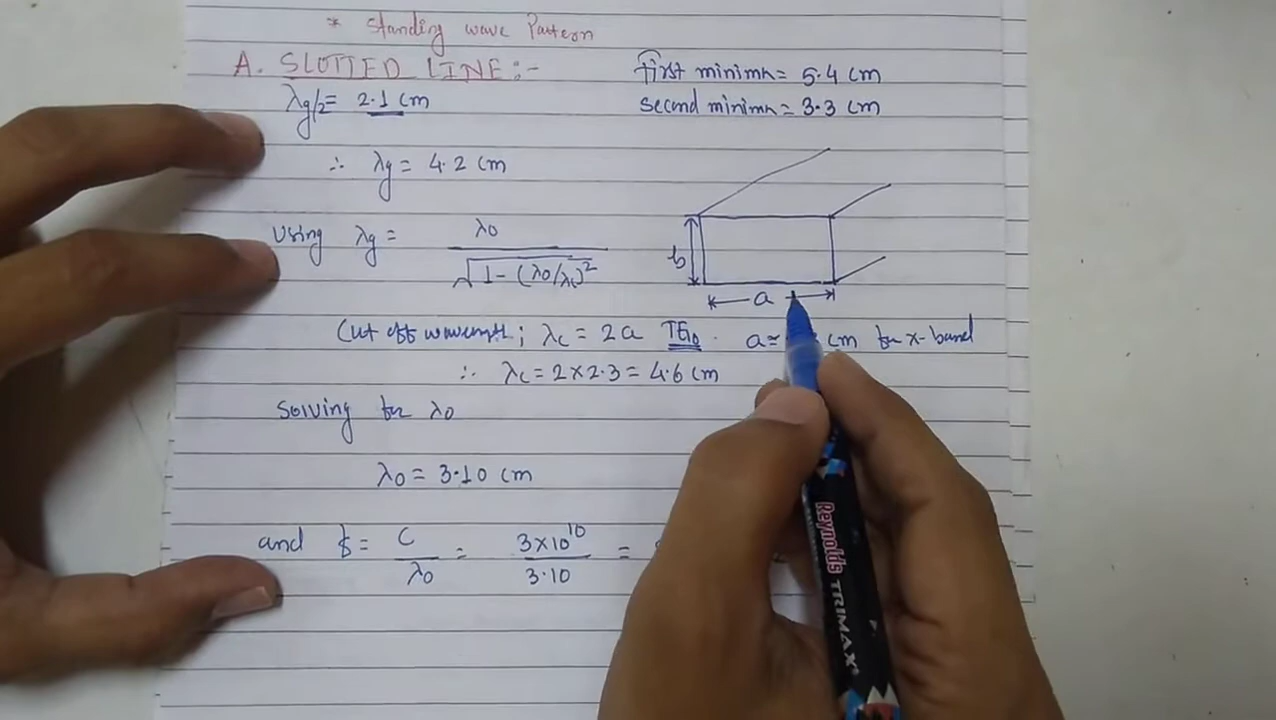 * Standing wave Pattern
A. SLOTTED LINE :-
λg/2 = 2.1 cm
first minima = 5.4 cm
second minima = 3.3 cm
∴ λg = 4.2 cm
Using λg = λ0 / √1-(λ0/λc)²
b
a
Cut off wavelength ; λc = 2a TE10 . a = cm for x-band
∴ λc = 2 × 2.3 = 4.6 cm
Solving for λ0
λ0 = 3.10 cm
and f = C/λ0 = 3×10¹⁰/3.10 =
Reynolds TRIMAX